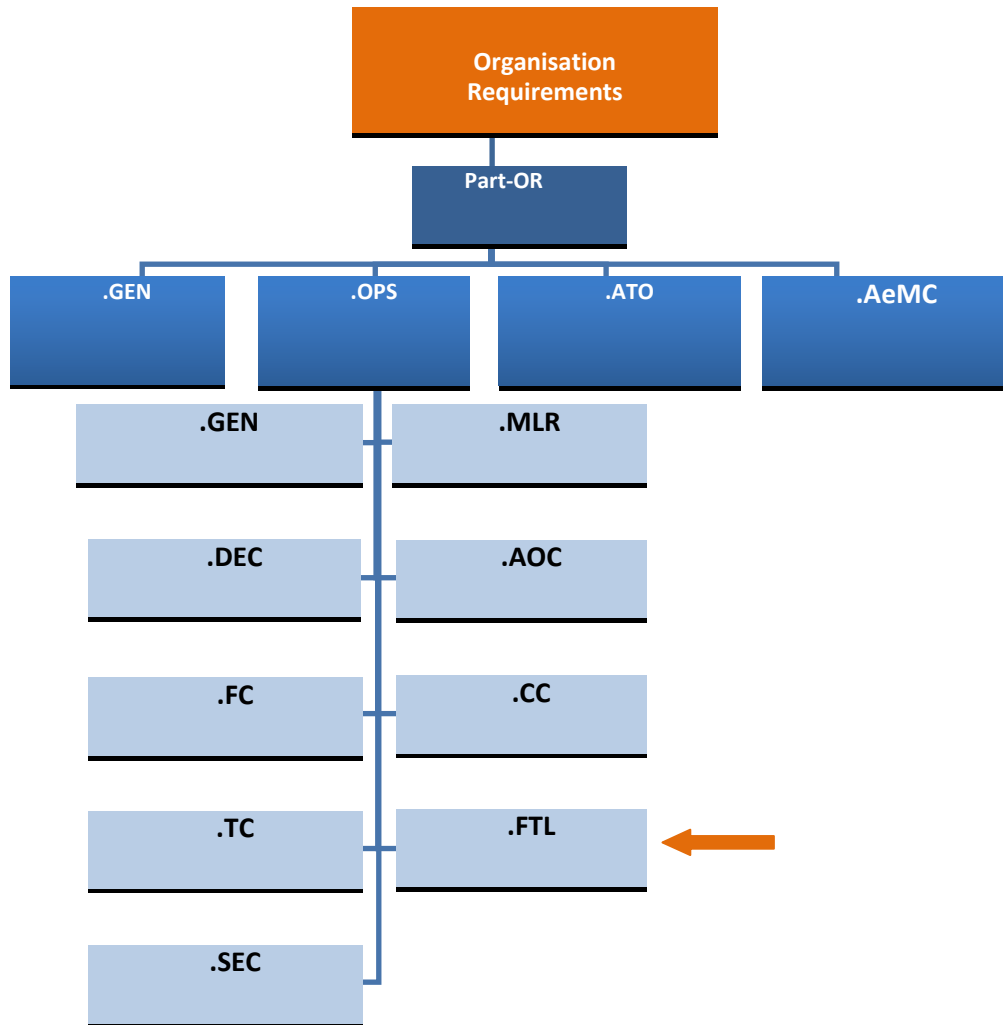 Organisation
Requirements
Part-OR
.GEN
.OPS
.ATO
.AeMC
.GEN
.MLR
.DEC
.AOC
.FC
.CC
.TC
.FTL
.SEC